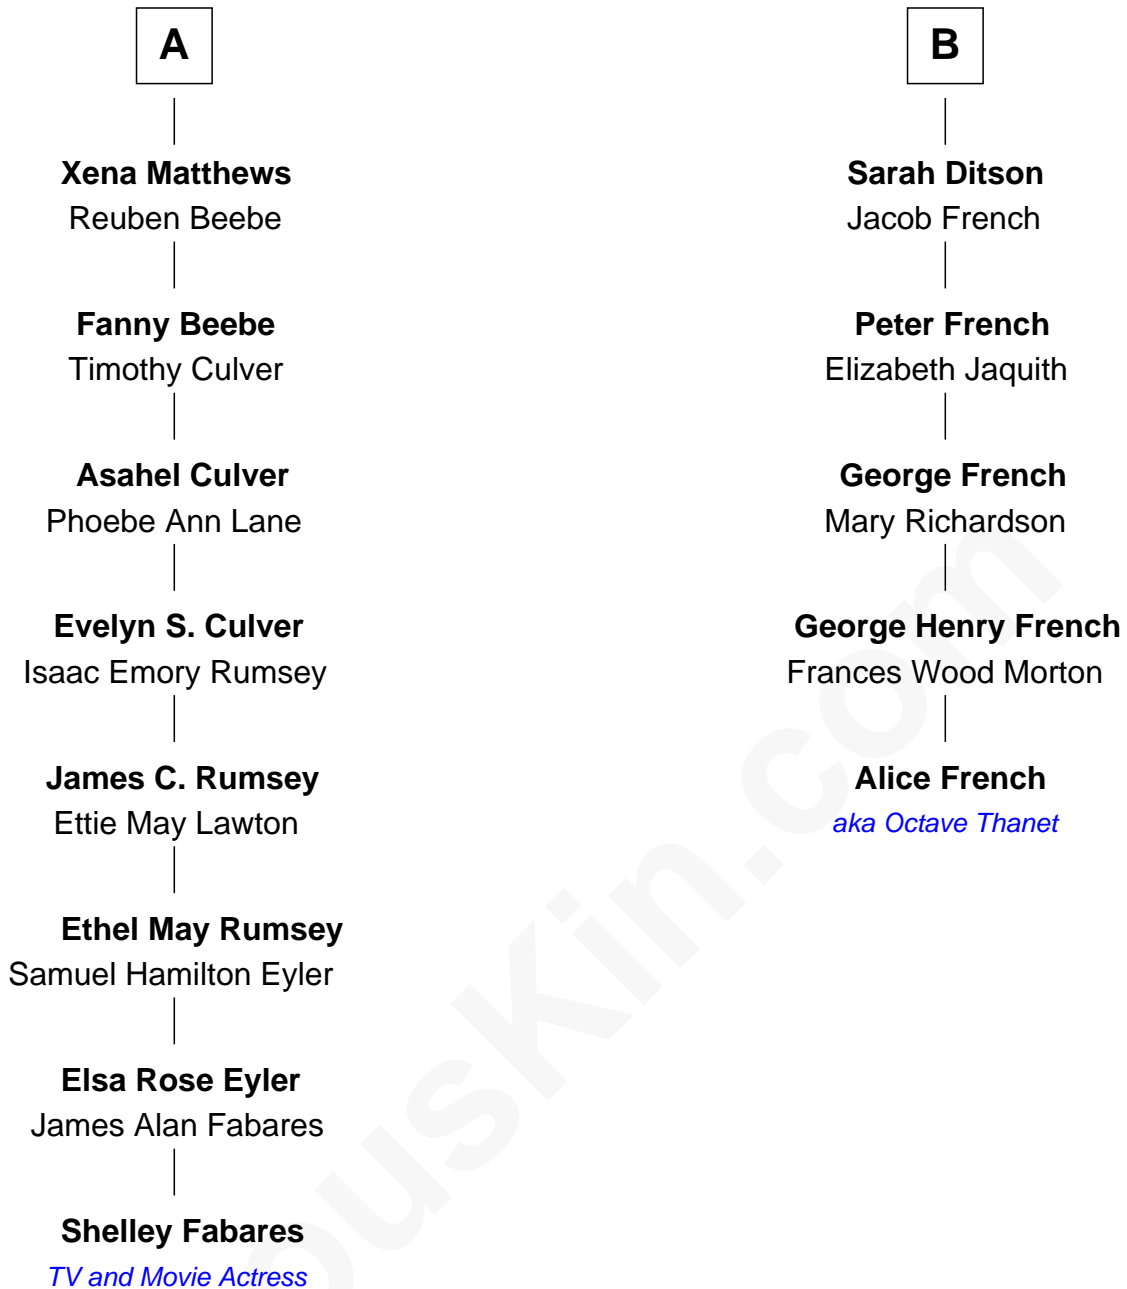 A
Xena Matthews
Reuben Beebe
Fanny Beebe
Timothy Culver
Asahel Culver
Phoebe Ann Lane
Evelyn S. Culver
Isaac Emory Rumsey
James C. Rumsey
Ettie May Lawton
Ethel May Rumsey
Samuel Hamilton Eyler
Elsa Rose Eyler
James Alan Fabares
Shelley Fabares
TV and Movie Actress
B
Sarah Ditson
Jacob French
Peter French
Elizabeth Jaquith
George French
Mary Richardson
George Henry French
Frances Wood Morton
Alice French
aka Octave Thanet
ousKin.com